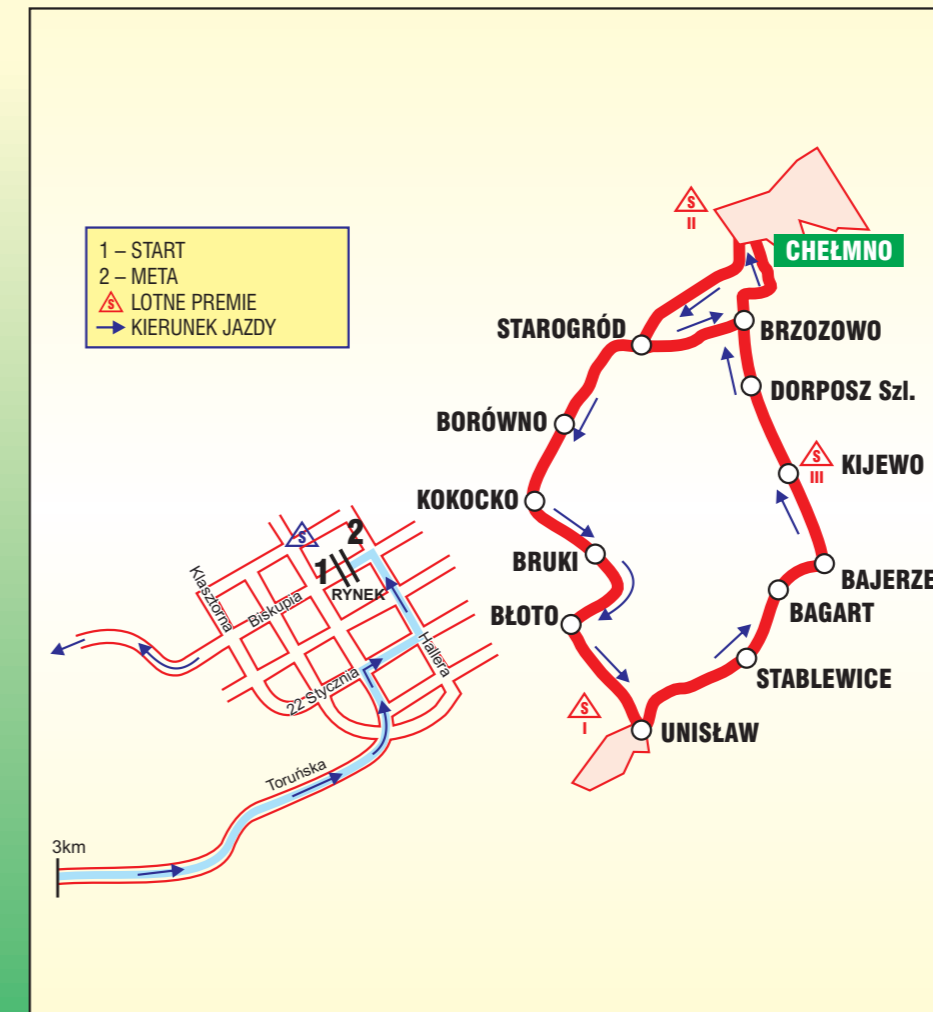 1 – START
2 – META
S LOTNE PREMIE
KIERUNEK JAZDY
S
II
CHEŁMNO
STAROGRÓD
BRZOZOWO
DORPOSZ Szl.
BORÓWNO
S
III
KIJEWO
KOKOCKO
BRUKI
BAJERZE
BAGART
BŁOTO
STABLEWICE
S
I
UNISŁAW
S
2
1
RYNEK
Klasztorna
Biskupia
Hallera
22 Stycznia
Toruńska
3km